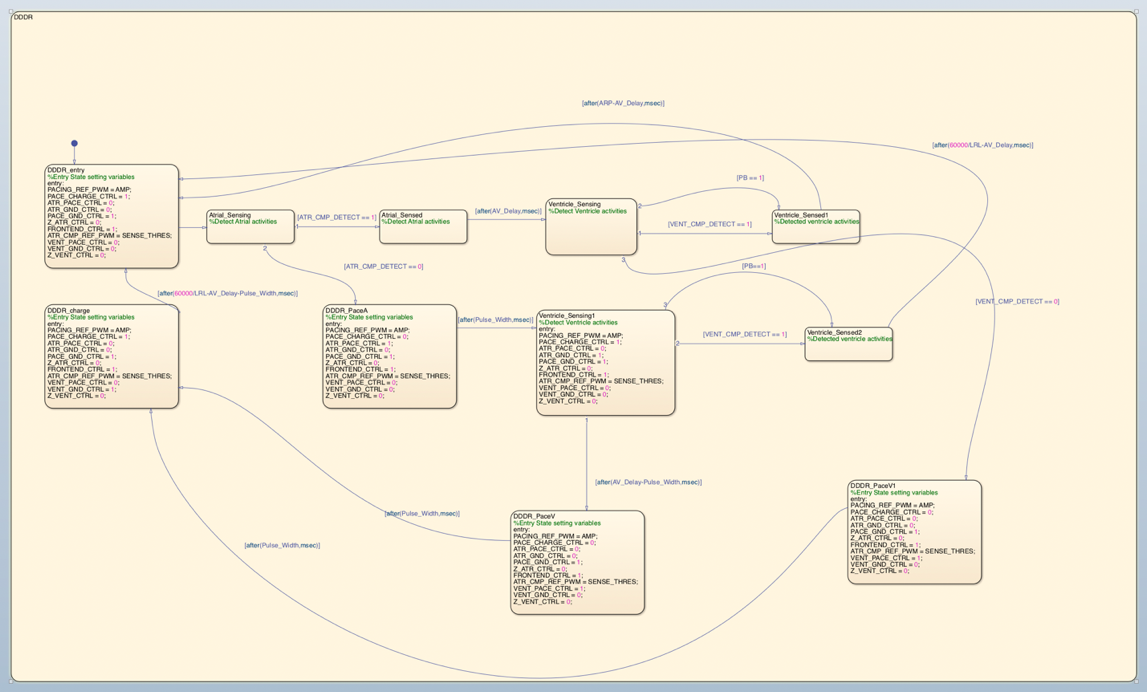 DDDR
[after(ARP-AV_Delay,msec)]
[after(60000/LRL-AV_Delay,msec)]
DDDR_entry
%Entry State setting variables
entry:
PACING_REF_PWM = AMP;
PACE_CHARGE_CTRL = 1;
ATR_PACE_CTRL = 0;
ATR_GND_CTRL = 0;
PACE_GND_CTRL = 1;
Z_ATR_CTRL = 0;
FRONTEND_CTRL = 1;
ATR_CMP_REF_PWM = SENSE_THRES;
VENT_PACE_CTRL = 0;
VENT_GND_CTRL = 0;
Z_VENT_CTRL = 0;
Atrial_Sensing
%Detect Atrial activities
1
2
[ATR_CMP_DETECT == 1]
Atrial_Sensed
%Detect Atrial activities
[after(AV_Delay,msec)]
Ventricle_Sensing
%Detect Ventricle activities
2
1
3
[PB == 1]
[VENT_CMP_DETECT == 1]
Ventricle_Sensed1
%Detected ventricle activities
[ATR_CMP_DETECT == 0]
[PB==1]
[VENT_CMP_DETECT == 0]
[after(60000/LRL-AV_Delay-Pulse_Width,msec)]
DDDR_charge
%Entry State setting variables
entry:
PACING_REF_PWM = AMP;
PACE_CHARGE_CTRL = 1;
ATR_PACE_CTRL = 0;
ATR_GND_CTRL = 0;
PACE_GND_CTRL = 1;
Z_ATR_CTRL = 0;
FRONTEND_CTRL = 1;
ATR_CMP_REF_PWM = SENSE_THRES;
VENT_PACE_CTRL = 0;
VENT_GND_CTRL = 1;
Z_VENT_CTRL = 0;
DDDR_PaceA
%Entry State setting variables
entry:
PACING_REF_PWM = AMP;
PACE_CHARGE_CTRL = 0;
ATR_PACE_CTRL = 1;
ATR_GND_CTRL = 0;
PACE_GND_CTRL = 1;
Z_ATR_CTRL = 0;
FRONTEND_CTRL = 1;
ATR_CMP_REF_PWM = SENSE_THRES;
VENT_PACE_CTRL = 0;
VENT_GND_CTRL = 0;
Z_VENT_CTRL = 0;
[after(Pulse_Width,msec)]
Ventricle_Sensing1
%Detect Ventricle activities
entry:
PACING_REF_PWM = AMP;
PACE_CHARGE_CTRL = 1;
ATR_PACE_CTRL = 0;
ATR_GND_CTRL = 1;
PACE_GND_CTRL = 1;
Z_ATR_CTRL = 0;
FRONTEND_CTRL = 1;
ATR_CMP_REF_PWM = SENSE_THRES;
VENT_PACE_CTRL = 0;
VENT_GND_CTRL = 0;
Z_VENT_CTRL = 0;
3
2
1
[VENT_CMP_DETECT == 1]
Ventricle_Sensed2
%Detected ventricle activities
[after(AV_Delay-Pulse_Width,msec)]
[after(Pulse_Width,msec)]
[after(Pulse_Width,msec)]
DDDR_PaceV
%Entry State setting variables
entry:
PACING_REF_PWM = AMP;
PACE_CHARGE_CTRL = 0;
ATR_PACE_CTRL = 0;
ATR_GND_CTRL = 0;
PACE_GND_CTRL = 1;
Z_ATR_CTRL = 0;
FRONTEND_CTRL = 1;
ATR_CMP_REF_PWM = SENSE_THRES;
VENT_PACE_CTRL = 1;
VENT_GND_CTRL = 0;
Z_VENT_CTRL = 0;
DDDR_PaceV1
%Entry State setting variables
entry:
PACING_REF_PWM = AMP;
PACE_CHARGE_CTRL = 0;
ATR_PACE_CTRL = 0;
ATR_GND_CTRL = 0;
PACE_GND_CTRL = 1;
Z_ATR_CTRL = 0;
FRONTEND_CTRL = 1;
ATR_CMP_REF_PWM = SENSE_THRES;
VENT_PACE_CTRL = 1;
VENT_GND_CTRL = 0;
Z_VENT_CTRL = 0;